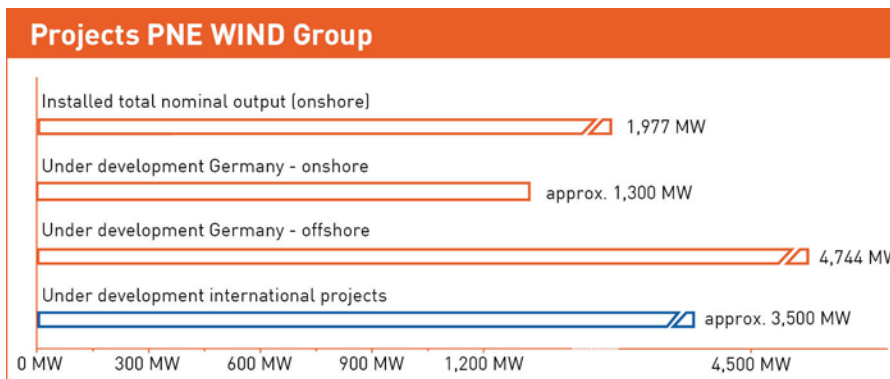 Projects PNE WIND Group
Installed total nominal output (onshore)
1,977 MW
Under development Germany - onshore
approx. 1,300 MW
Under development Germany - offshore
4,744 MW
Under development international projects
approx. 3,500 MW
0 MW 300 MW 600 MW 900 MW 1,200 MW 4,500 MW